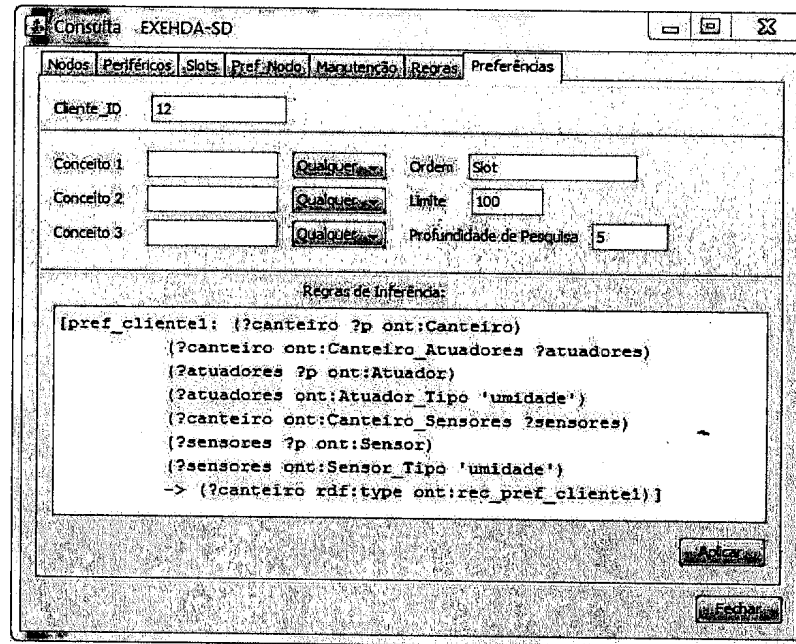 Consulta EXEHDA-SD
Nodos Periféricos Slots Pref_Nodo Manutenção Regras Preferências
Cliente_ID 12
Conceito 1 Qualquer... Ordem Slot
Conceito 2 Qualquer... Limite 100
Conceito 3 Qualquer... Profundidade de Pesquisa 5
Regras de Inferência:
[pref_cliente1: (?canteiro ?p ont:Canteiro)
(?canteiro ont:Canteiro_Atuadores ?atuadores)
(?atuadores ?p ont:Atuador)
(?atuadores ont:Atuador_Tipo 'umidade')
(?canteiro ont:Canteiro_Sensores ?sensores)
(?sensores ?p ont:Sensor)
(?sensores ont:Sensor_Tipo 'umidade')
-> (?canteiro rdf:type ont:rec_pref_cliente1)]
Aplicar
Fechar